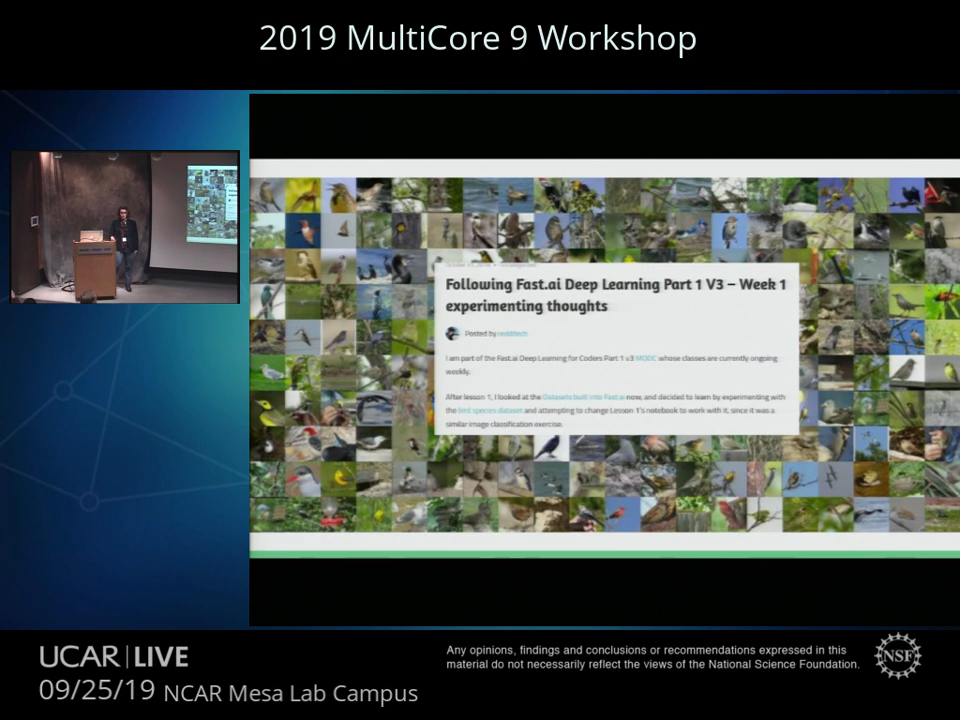 2019 MultiCore 9 Workshop
Following Fast.ai Deep Learning Part 1 V3 – Week 1
experimenting thoughts
Posted by
I am part of the Fast.ai Deep Learning for Coders Part 1 v3 MOOC whose classes are currently ongoing
weekly.
After lesson 1, I looked at the Datasets built into Fast.ai now, and decided to learn by experimenting with
the bird species dataset and attempting to change Lesson 1's notebook to work with it, since it was a
similar image classification exercise.
UCAR | LIVE
09/25/19 NCAR Mesa Lab Campus
Any opinions, findings and conclusions or recommendations expressed in this
material do not necessarily reflect the views of the National Science Foundation.
NSF